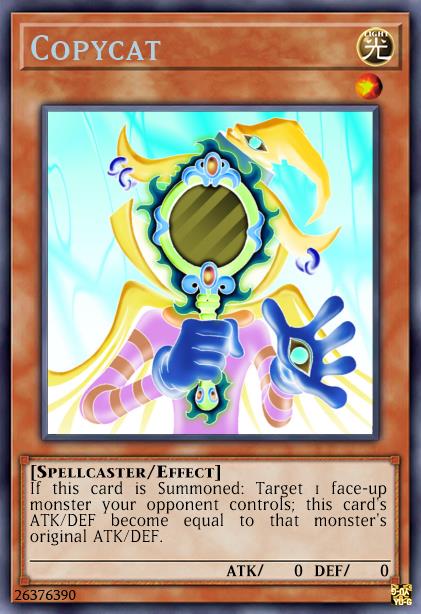 Copycat
LIGHT
光
[Spellcaster/Effect]
If this card is Summoned: Target 1 face-up
monster your opponent controls; this card's
ATK/DEF become equal to that monster's
original ATK/DEF.
ATK/ 0 DEF/ 0
26376390